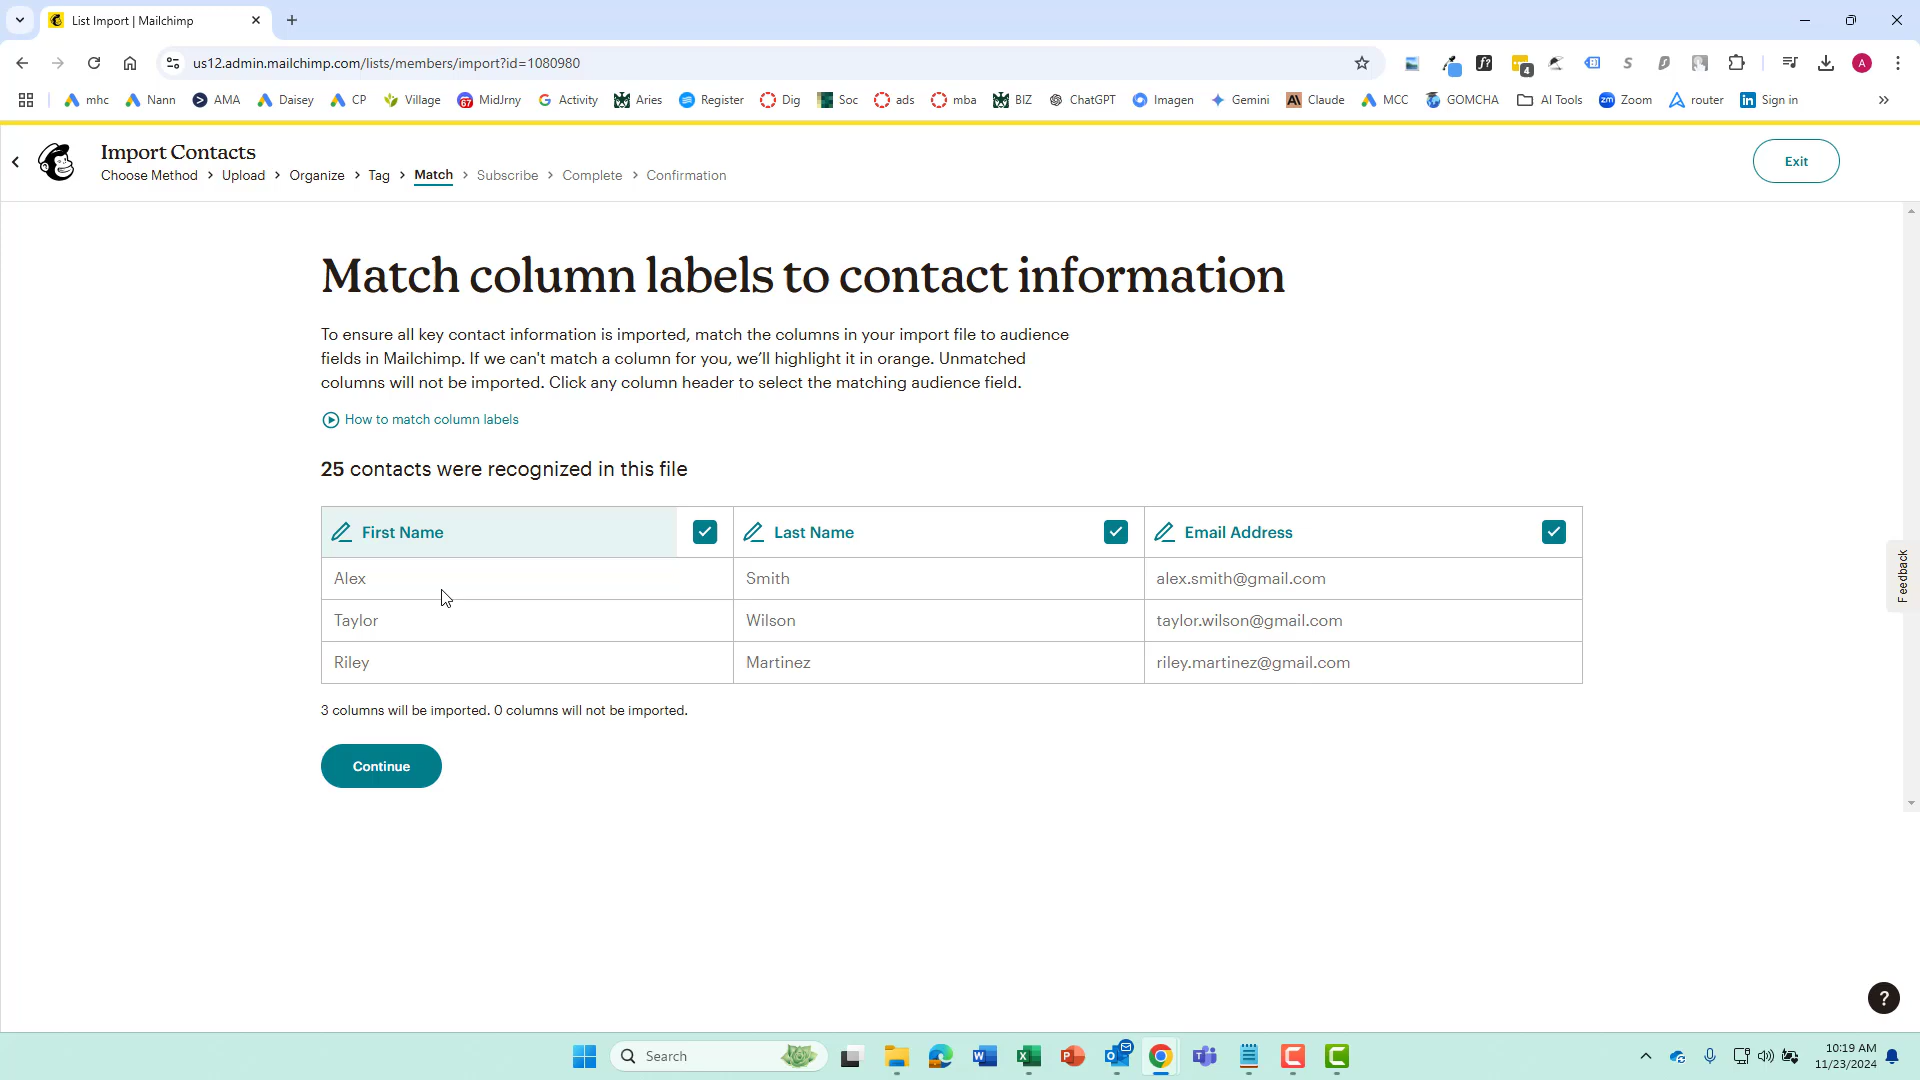 List Import | Mailchimp
us12.admin.mailchimp.com/lists/members/import?id=1080980
4
A
mhc Nann AMA Daisey CP Village MidJrny Activity Aries Register Dig Soc ads mba BIZ ChatGPT Imagen Gemini Claude MCC GOMCHA AI Tools Zoom router Sign in
Import Contacts
Choose Method > Upload > Organize > Tag > Match > Subscribe > Complete > Confirmation
Exit
Match column labels to contact information
To ensure all key contact information is imported, match the columns in your import file to audience
fields in Mailchimp. If we can't match a column for you, we’ll highlight it in orange. Unmatched
columns will not be imported. Click any column header to select the matching audience field.
How to match column labels
25 contacts were recognized in this file
First Name Last Name Email Address
Alex Smith alex.smith@gmail.com
Taylor Wilson taylor.wilson@gmail.com
Riley Martinez riley.martinez@gmail.com
3 columns will be imported. 0 columns will not be imported.
Continue
Feedback
?
Search
10:19 AM
11/23/2024